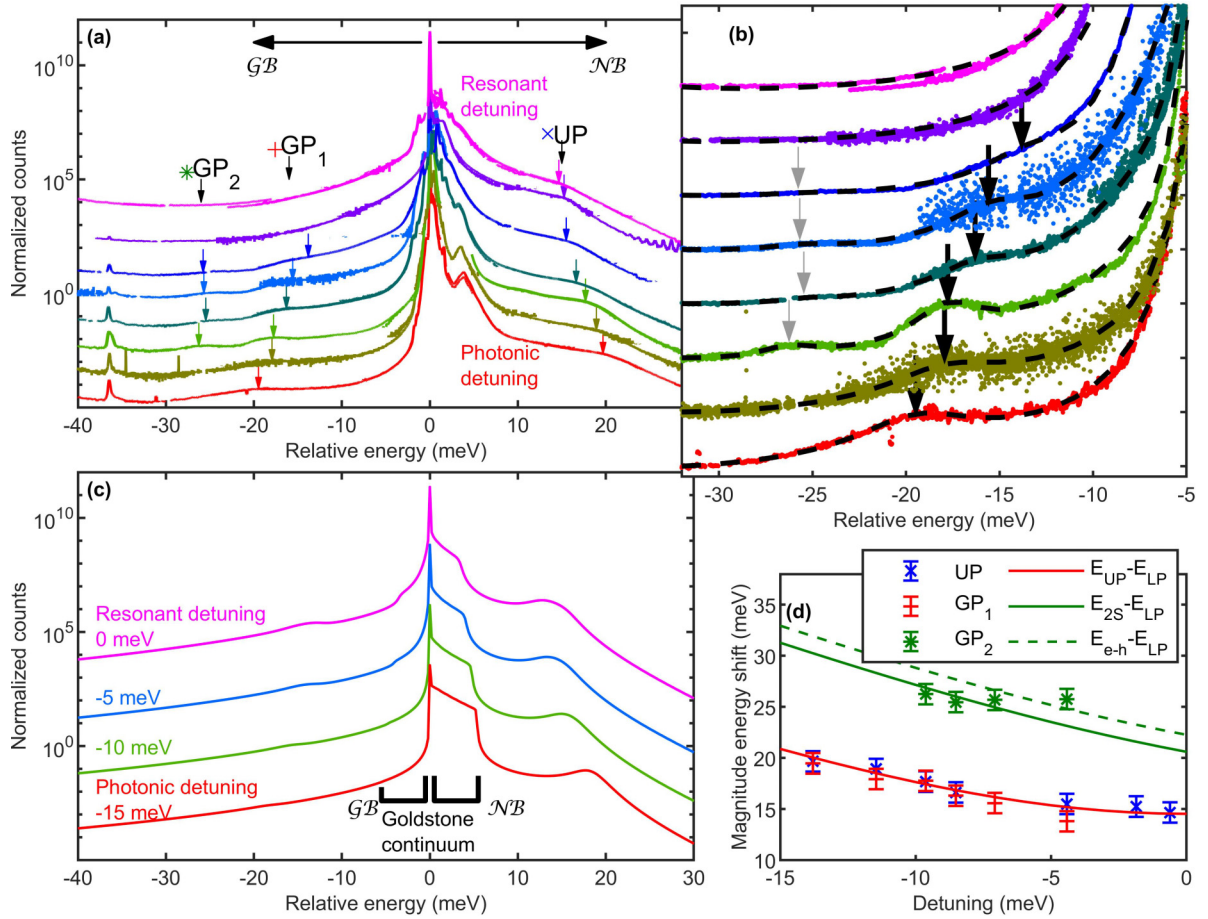 (a)
GB
NB
Resonant
detuning
×UP
+GP1
*GP2
Photonic
detuning
Normalized counts
10^10
10^5
10^0
-40 -30 -20 -10 0 10 20
Relative energy (meV)
(b)
-30 -25 -20 -15 -10 -5
Relative energy (meV)
(c)
Resonant detuning
0 meV
-5 meV
-10 meV
Photonic detuning
-15 meV
GB
NB
Goldstone
continuum
Normalized counts
10^10
10^5
10^0
-40 -30 -20 -10 0 10 20 30
Relative energy (meV)
(d)
UP E_UP-E_LP
GP1 E_2S-E_LP
GP2 E_e-h-E_LP
Magnitude energy shift (meV)
35
30
25
20
15
10
-15 -10 -5 0
Detuning (meV)